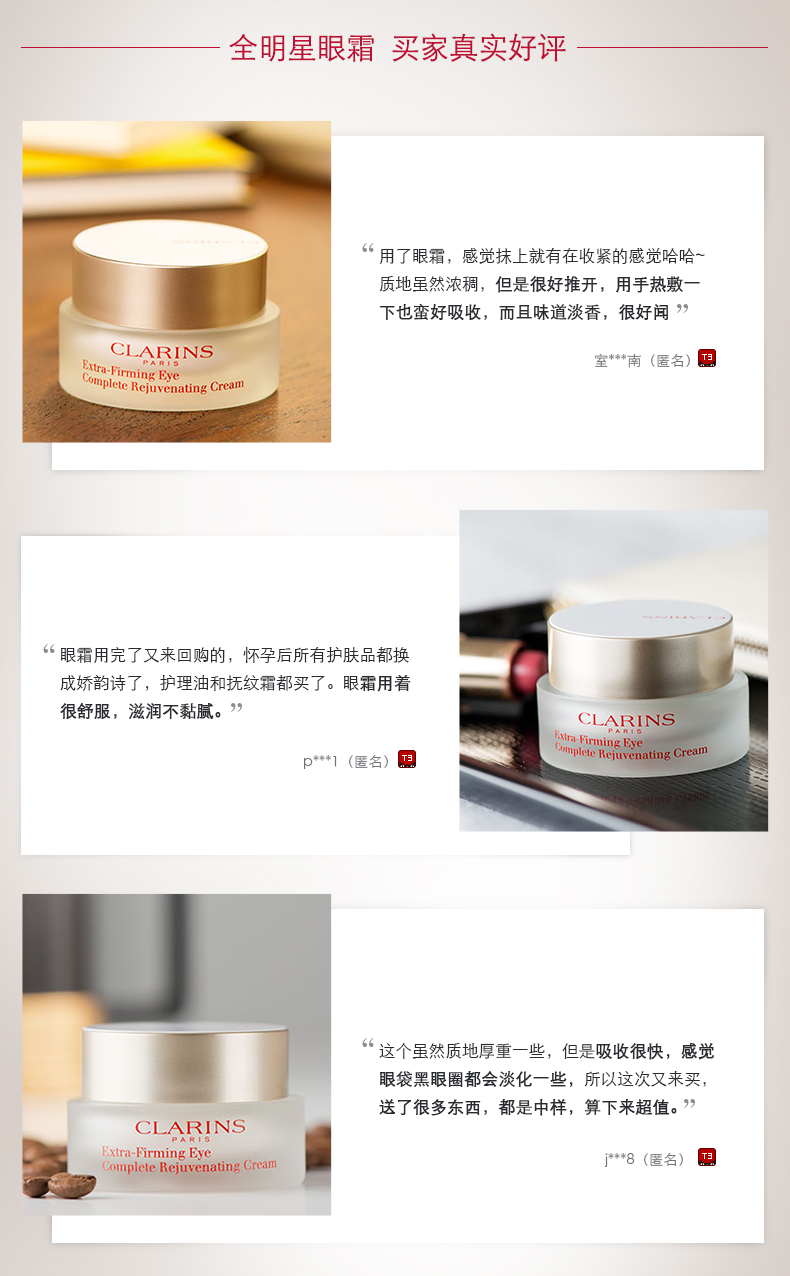 全明星眼霜 买家真实好评
CLARINS
PARIS
Extra-Firming Eye
Complete Rejuvenating Cream
“用了眼霜，感觉抹上就有在收紧的感觉哈哈~
质地虽然浓稠，但是很好推开，用手热敷一
下也蛮好吸收，而且味道淡香，很好闻”
室***南（匿名）T3
“眼霜用完了又来回购的，怀孕后所有护肤品都换
成娇韵诗了，护理油和抚纹霜都买了。眼霜用着
很舒服，滋润不黏腻。”
p***1（匿名）T3
CLARINS
CLARINS
PARIS
Extra-Firming Eye
Complete Rejuvenating Cream
CLARINS
PARIS
Extra-Firming Eye
Complete Rejuvenating Cream
“这个虽然质地厚重一些，但是吸收很快，感觉
眼袋黑眼圈都会淡化一些，所以这次又来买，
送了很多东西，都是中样，算下来超值。”
j***8（匿名）T3